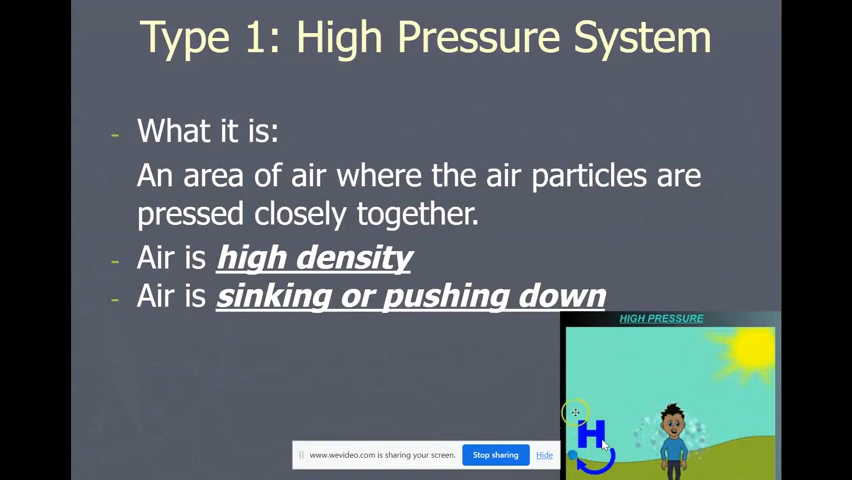 Type 1: High Pressure System
- What it is:
An area of air where the air particles are
pressed closely together.
- Air is high density
- Air is sinking or pushing down
HIGH PRESSURE
H
www.wevideo.com is sharing your screen. Stop sharing Hide